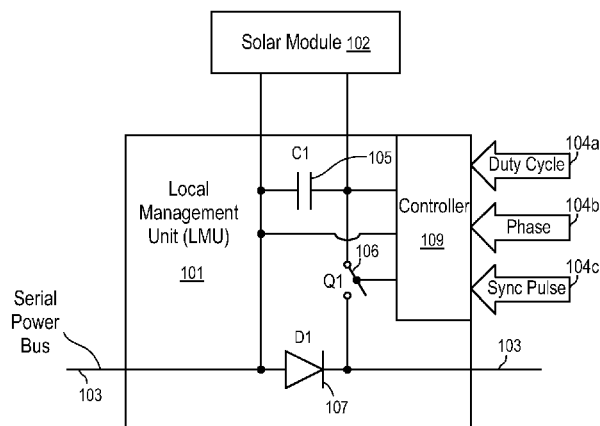 Solar Module 102
C1
105
Local
Management
Unit (LMU)
101
Controller
109
104a
Duty Cycle
104b
Phase
104c
Sync Pulse
106
Q1
Serial
Power
Bus
103
D1
107
103